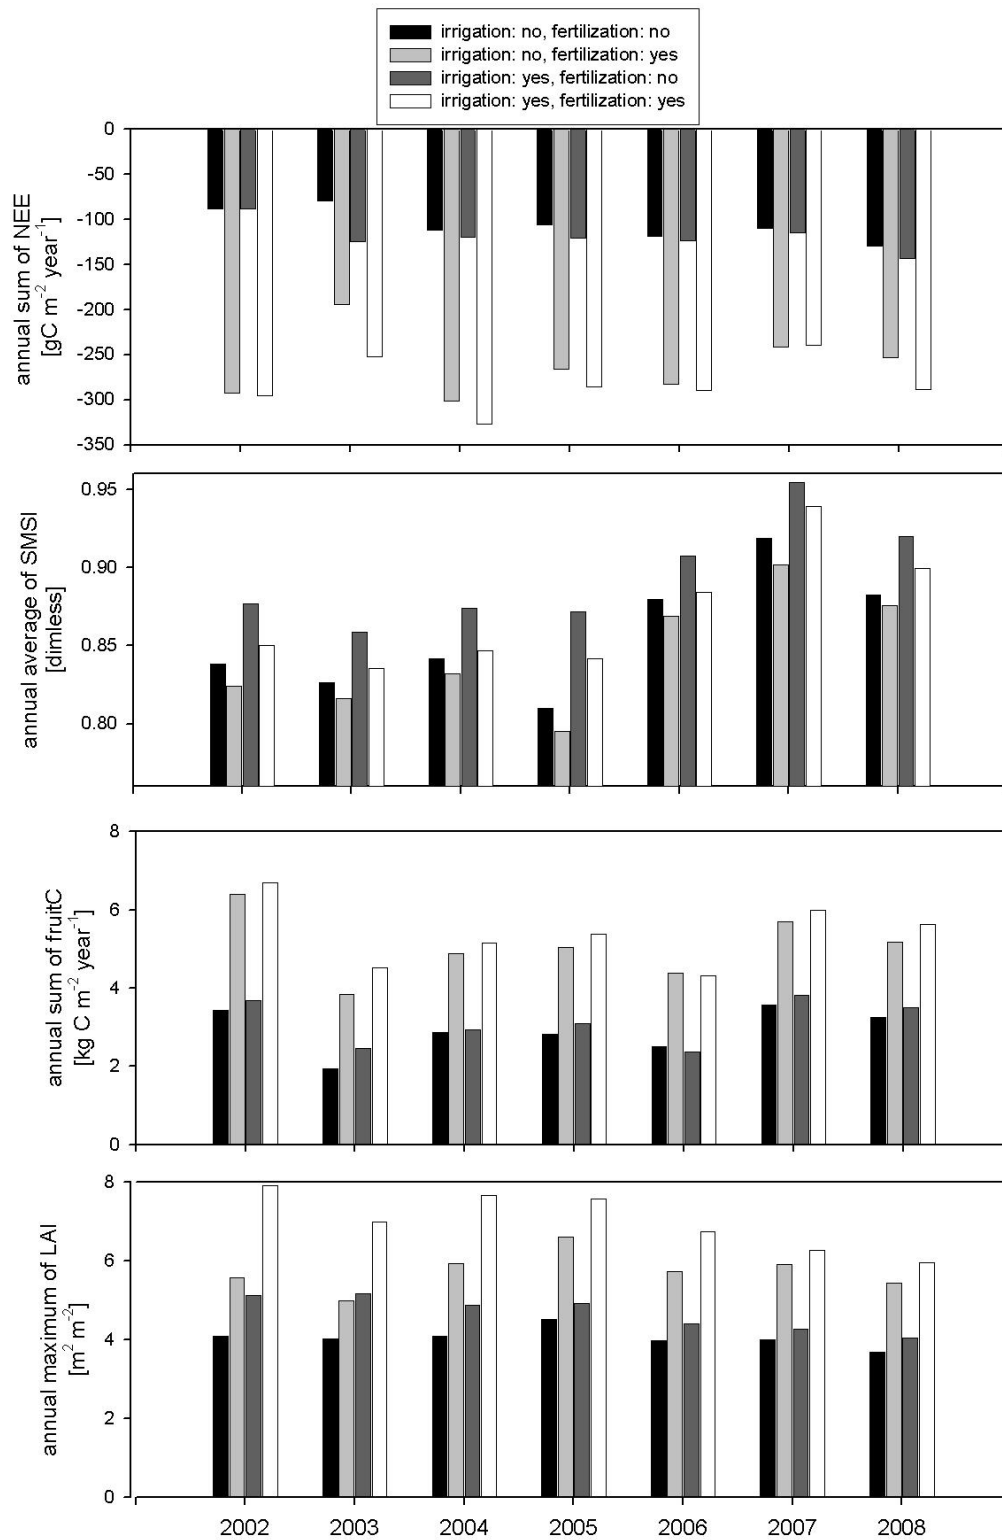 irrigation: no, fertilization: no
irrigation: no, fertilization: yes
irrigation: yes, fertilization: no
irrigation: yes, fertilization: yes
annual sum of NEE
[gC m⁻² year⁻¹]
0
-50
-100
-150
-200
-250
-300
-350
annual average of SMSI
[dimless]
0.95
0.90
0.85
0.80
annual sum of fruitC
[kg C m⁻² year⁻¹]
8
6
4
2
0
annual maximum of LAI
[m² m⁻²]
8
6
4
2
0
2002 2003 2004 2005 2006 2007 2008